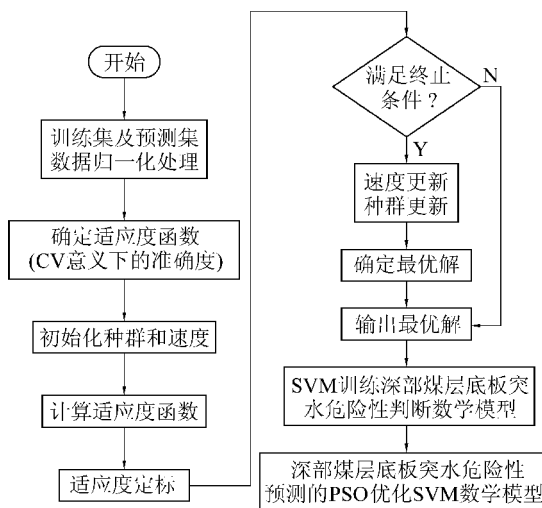 开始
训练集及预测集
数据归一化处理
确定适应度函数
(CV意义下的准确度)
初始化种群和速度
计算适应度函数
适应度定标
满足终止
条件？
N
Y
速度更新
种群更新
确定最优解
输出最优解
SVM训练深部煤层底板突
水危险性判断数学模型
深部煤层底板突水危险性
预测的PSO优化SVM数学模型